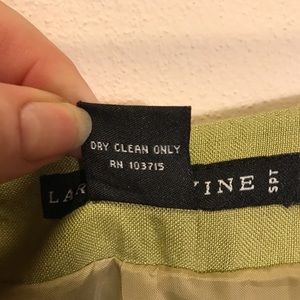 DRY CLEAN ONLY
RN 103715
LAR VINE
SPT